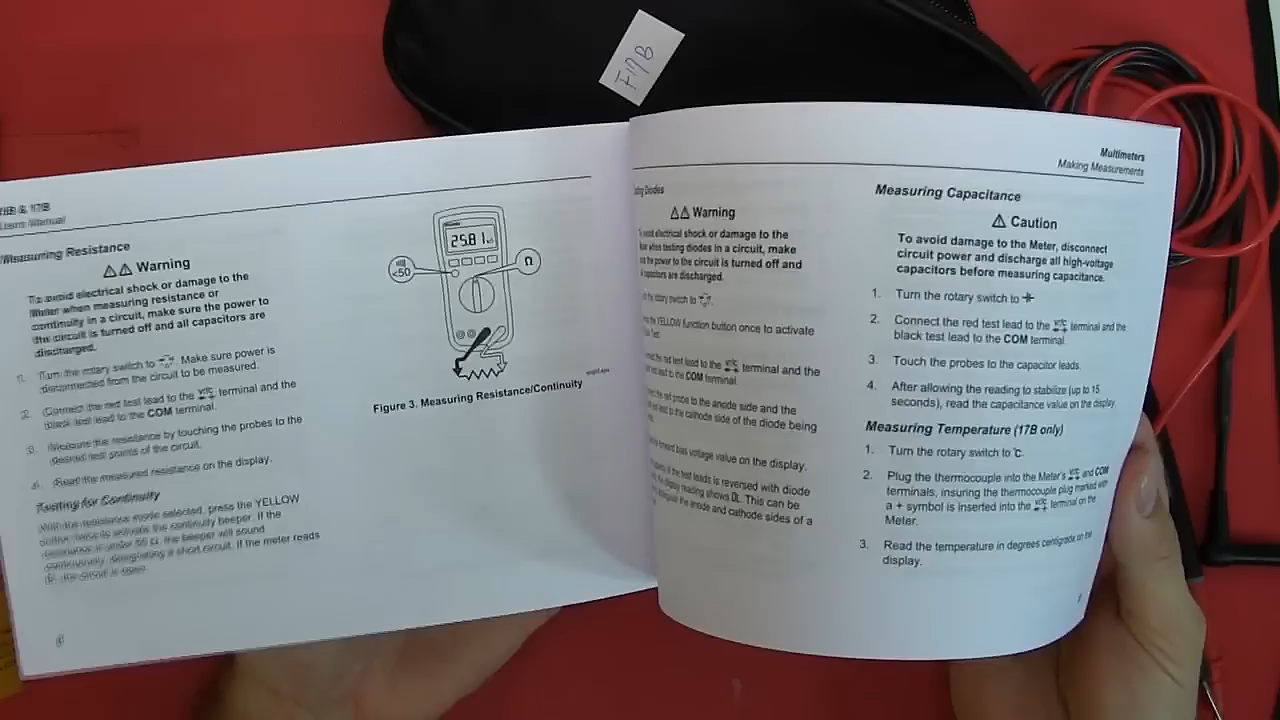 F17B
15B & 17B
Users Manual
Measuring Resistance
Warning
To avoid electrical shock or damage to the
Meter when measuring resistance or
continuity in a circuit, make sure the power to
the circuit is turned off and all capacitors are
discharged.
1. Turn the rotary switch to . Make sure power is
disconnected from the circuit to be measured.
2. Connect the red test lead to the terminal and the
black test lead to the COM terminal.
3. Measure the resistance by touching the probes to the
desired test points of the circuit.
4. Read the measured resistance on the display.
Testing for Continuity
With the resistance mode selected, press the YELLOW
button to activate the continuity beeper. If the
resistance is under 50 Ω, the beeper will sound
continuously, designating a short circuit. If the meter reads
the circuit is open.
6
25.81
<50
Ω
Figure 3. Measuring Resistance/Continuity
Multimeters
Making Measurements
Diodes
Warning
avoid electrical shock or damage to the
when testing diodes in a circuit, make
the power to the circuit is turned off and
capacitors are discharged.
the rotary switch to
the YELLOW function button once to activate
Test.
the red test lead to the terminal and the
lead to the COM terminal.
the red probe to the anode side and the
test lead to the cathode side of the diode being
the forward bias voltage value on the display.
of the test leads is reversed with diode
the display reading shows OL. This can be
the anode and cathode sides of a
Measuring Capacitance
Caution
To avoid damage to the Meter, disconnect
circuit power and discharge all high-voltage
capacitors before measuring capacitance.
1. Turn the rotary switch to
2. Connect the red test lead to the terminal and the
black test lead to the COM terminal.
3. Touch the probes to the capacitor leads.
4. After allowing the reading to stabilize (up to 15
seconds), read the capacitance value on the display.
Measuring Temperature (17B only)
1. Turn the rotary switch to °C.
2. Plug the thermocouple into the Meter's and COM
terminals, insuring the thermocouple plug marked with
a + symbol is inserted into the terminal on the
Meter.
3. Read the temperature in degrees centigrade on the
display.
7